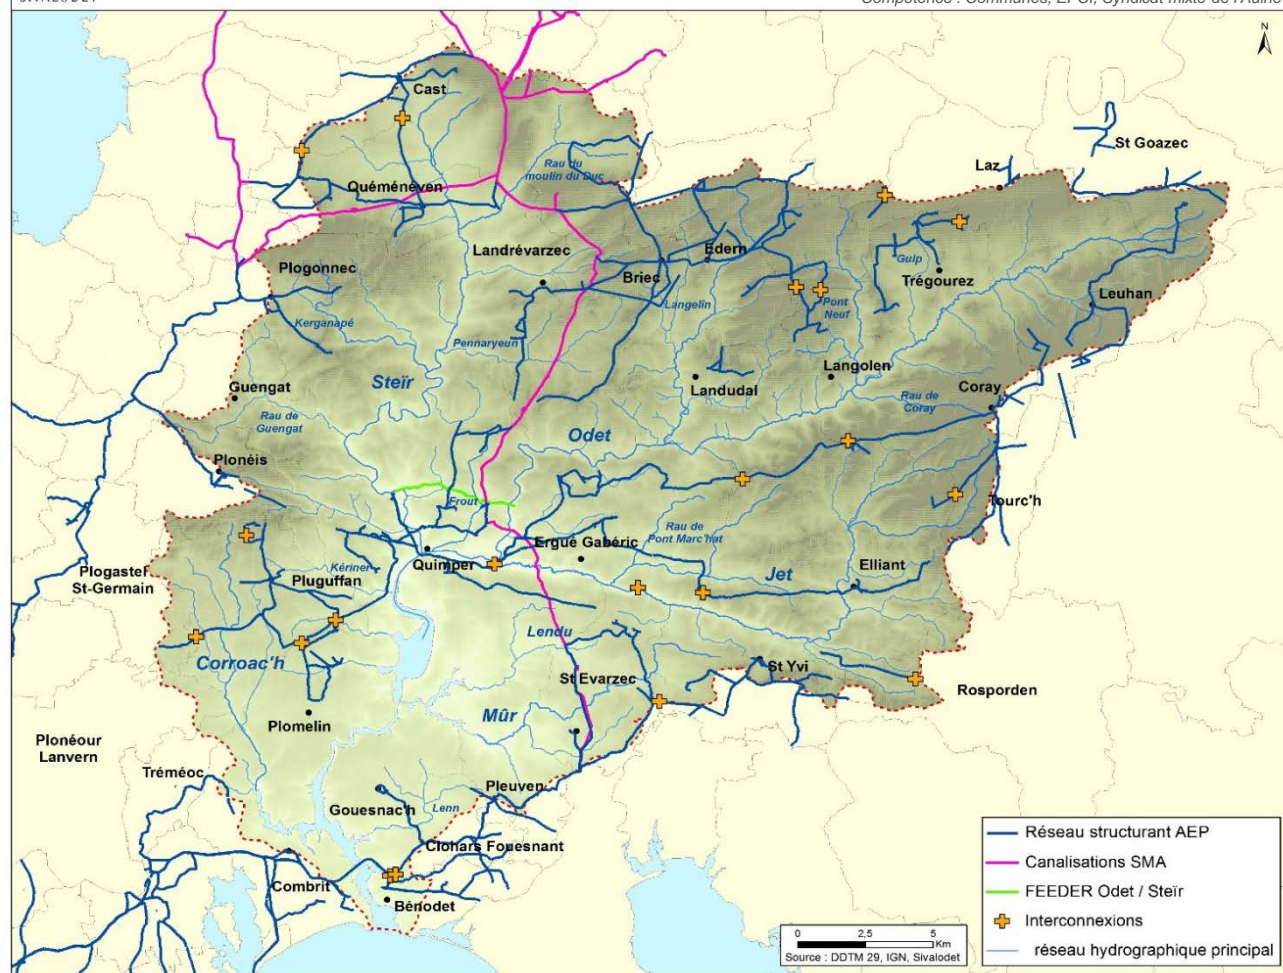 Compétence : Communes, EPCI, Syndicat mixte de l'Aulne
N
Cast
St Goazec
Laz
Rau du
moulin du Duc
Quéménéven
Landrévarzec
Edern
Briec
Guip
Trégourez
Plogonnec
Leuhan
Langelin
Pont
Neuf
Kerganapé
Pennaryeun
Steïr
Guengat
Landudal
Langolen
Coray
Rau de
Coray
Rau de
Guengat
Odet
Plonéis
Tourc'h
Frout
Rau de
Pont Marc'hat
Ergué Gabéric
Quimper
Kériner
Plogastel
St-Germain
Pluguffan
Jet
Elliant
Lendu
Corroac'h
St Yvi
St Evarzec
Rosporden
Mûr
Plomelin
Plonéour
Lanvern
Tréméoc
Pleuven
Gouesnac'h
Lenn
Clohars Fouesnant
Combrit
Bénodet
Réseau structurant AEP
Canalisations SMA
FEEDER Odet / Steïr
Interconnexions
réseau hydrographique principal
0 2,5 5
Km
Source : DDTM 29, IGN, Sivalodet